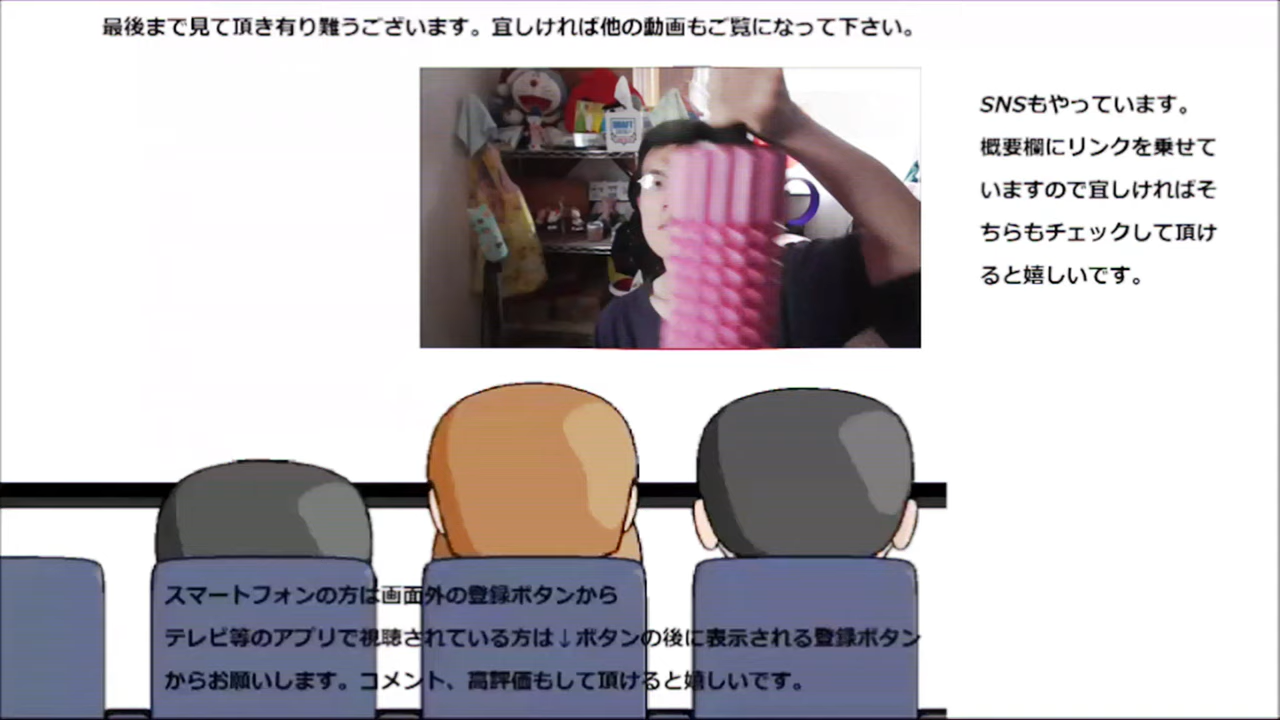 最後まで見て頂き有り難うございます。宜しければ他の動画もご覧になって下さい。
SNSもやっています。
概要欄にリンクを乗せて
いますので宜しければそ
ちらもチェックして頂け
ると嬉しいです。
スマートフォンの方は画面外の登録ボタンから
テレビ等のアプリで視聴されている方は↓ボタンの後に表示される登録ボタン
からお願いします。コメント、高評価もして頂けると嬉しいです。